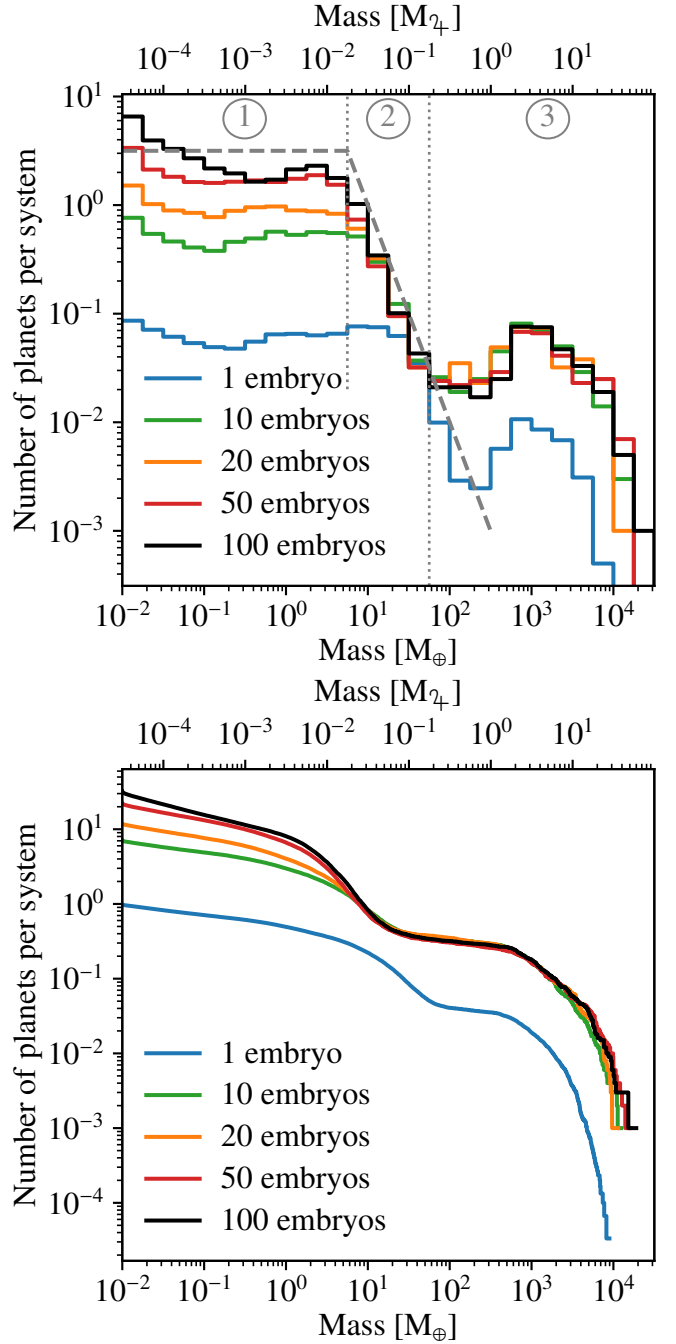 Mass [M♃]
10⁻⁴ 10⁻³ 10⁻² 10⁻¹ 10⁰ 10¹
Number of planets per system
10¹
10⁰
10⁻¹
10⁻²
10⁻³
1 2 3
1 embryo
10 embryos
20 embryos
50 embryos
100 embryos
10⁻² 10⁻¹ 10⁰ 10¹ 10² 10³ 10⁴
Mass [M⊕]
Mass [M♃]
10⁻⁴ 10⁻³ 10⁻² 10⁻¹ 10⁰ 10¹
Number of planets per system
10¹
10⁰
10⁻¹
10⁻²
10⁻³
10⁻⁴
1 embryo
10 embryos
20 embryos
50 embryos
100 embryos
10⁻² 10⁻¹ 10⁰ 10¹ 10² 10³ 10⁴
Mass [M⊕]